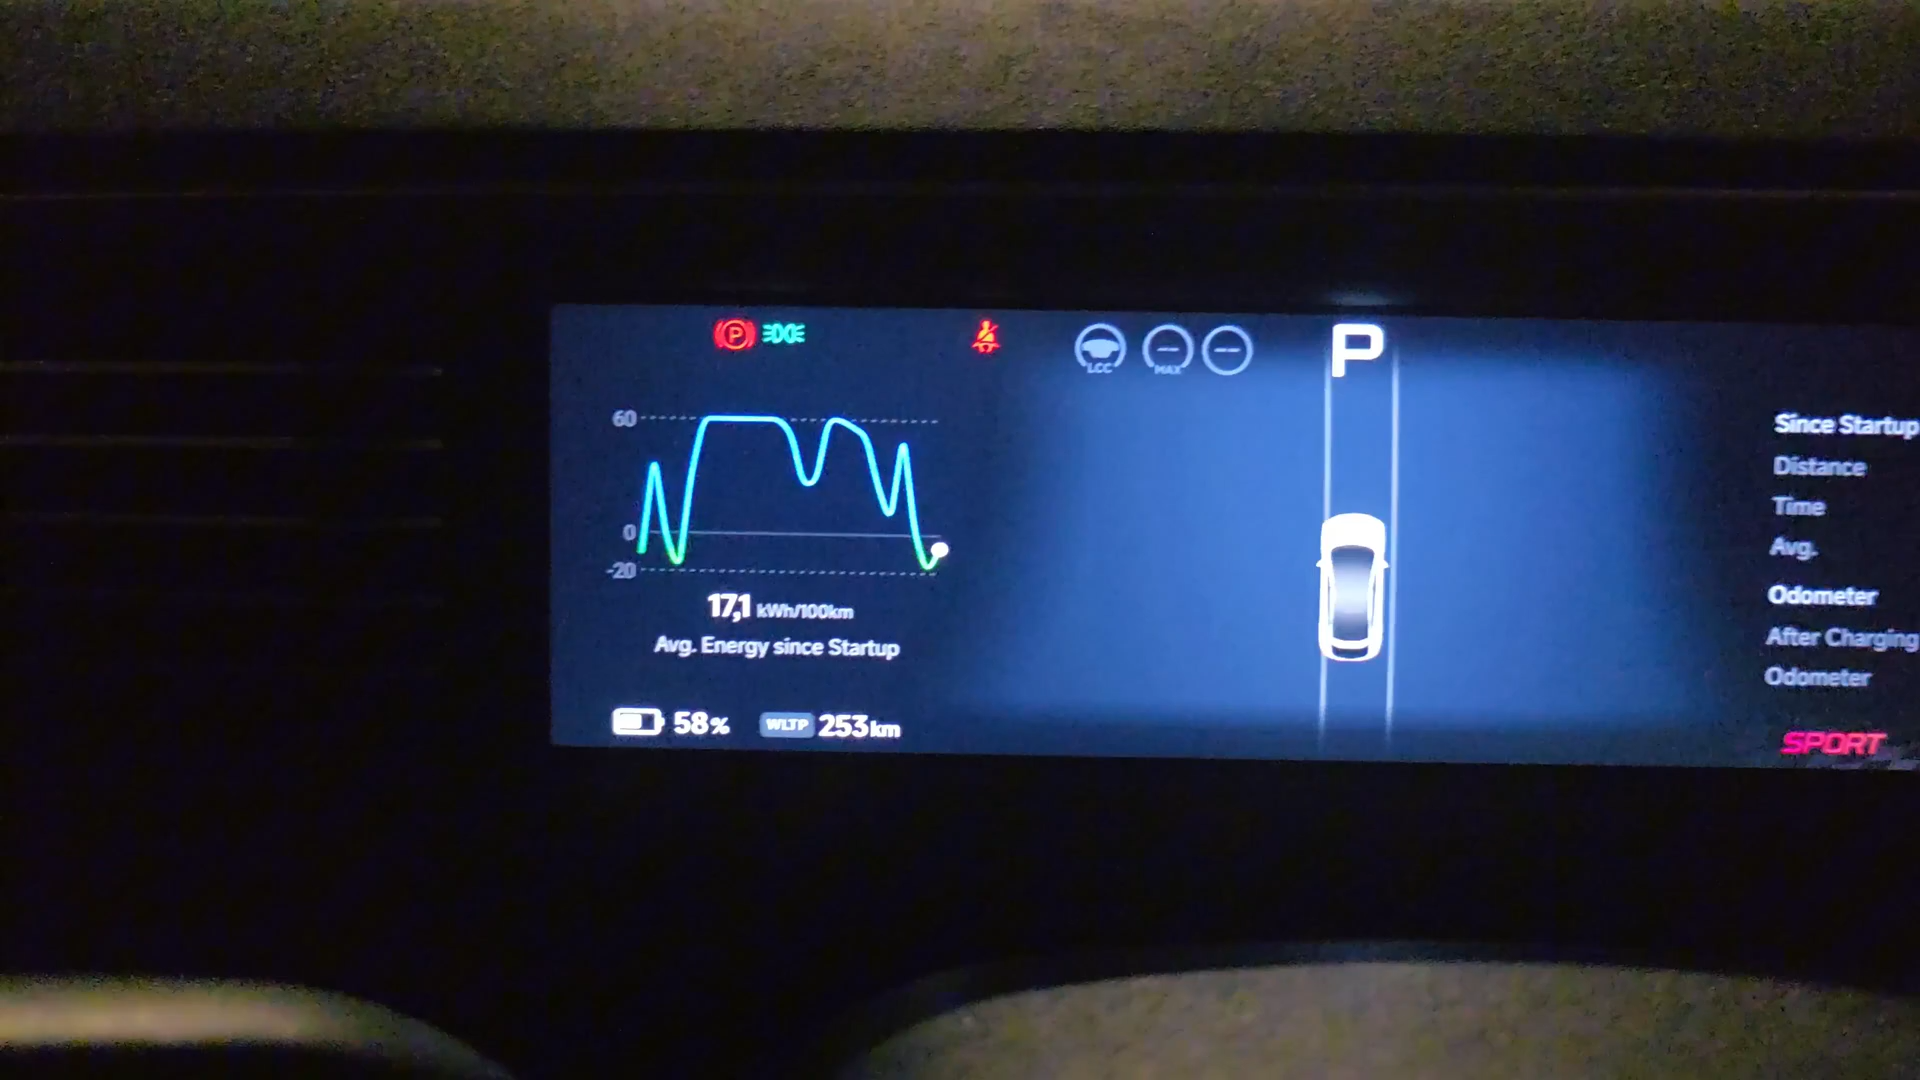 P
P
LCC
MAX
60
0
-20
17,1 kWh/100km
Avg. Energy since Startup
58%
WLTP 253km
Since Startup
Distance
Time
Avg.
Odometer
After Charging
Odometer
SPORT